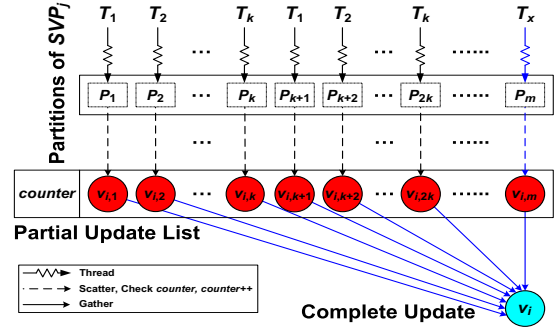 T1 T2 ... Tk T1 T2 Tk ...... Tx
Partitions of SVPj
P1 P2 ... Pk Pk+1 Pk+2 ... P2k ...... Pm
... ...
counter vi,1 vi,2 ... vi,k vi,k+1 vi,k+2 ... vi,2k ...... vi,m
Partial Update List
Thread
Scatter, Check counter, counter++
Gather
Complete Update vi